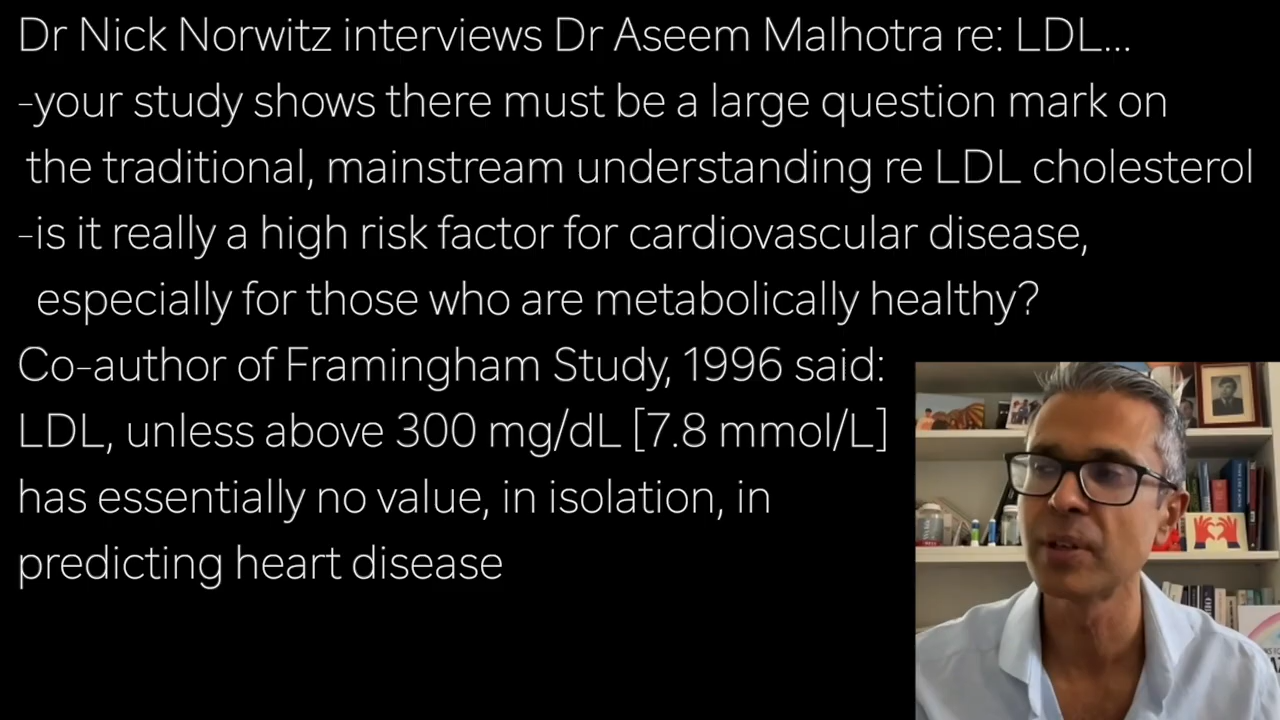 Dr Nick Norwitz interviews Dr Aseem Malhotra re: LDL...
-your study shows there must be a large question mark on
the traditional, mainstream understanding re LDL cholesterol
-is it really a high risk factor for cardiovascular disease,
especially for those who are metabolically healthy?
Co-author of Framingham Study, 1996 said:
LDL, unless above 300 mg/dL [7.8 mmol/L]
has essentially no value, in isolation, in
predicting heart disease